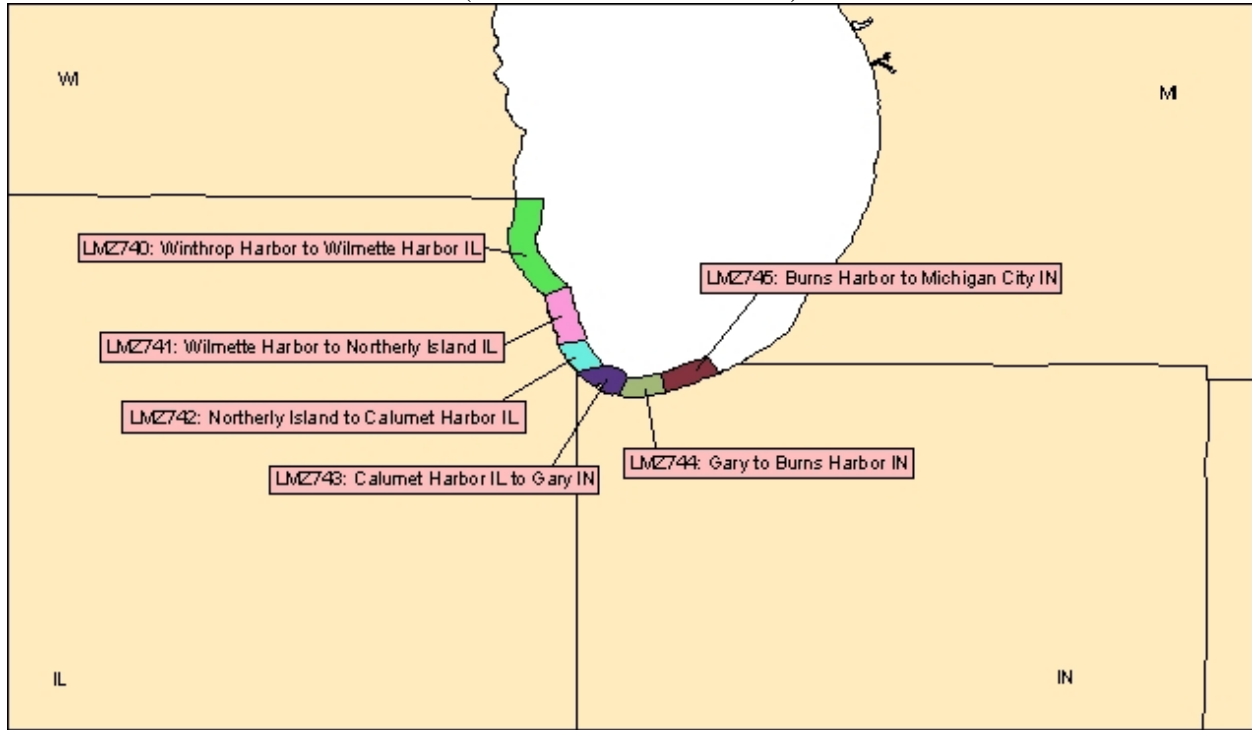 WI
MI
LMZ740: Winthrop Harbor to Wilmette Harbor IL
LMZ745: Burns Harbor to Michigan City IN
LMZ741: Wilmette Harbor to Northerly Island IL
LMZ742: Northerly Island to Calumet Harbor IL
LMZ744: Gary to Burns Harbor IN
LMZ743: Calumet Harbor IL to Gary IN
IL
IN